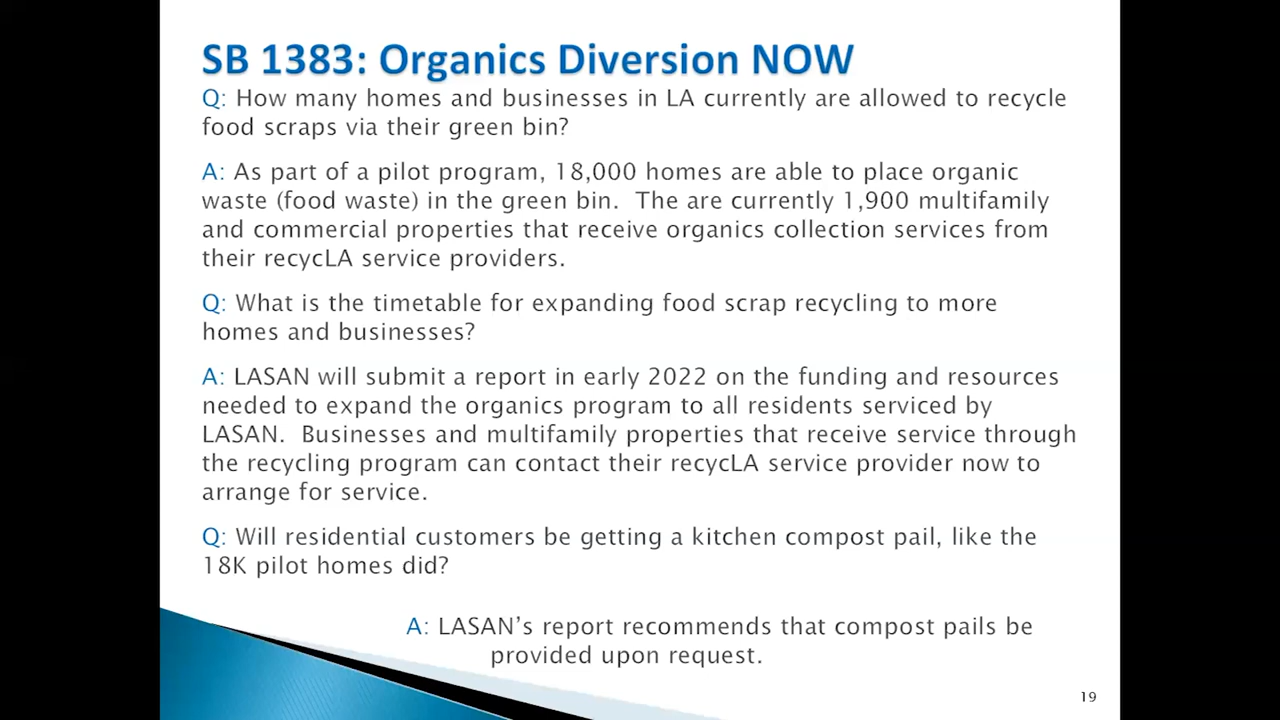 SB 1383: Organics Diversion NOW
Q: How many homes and businesses in LA currently are allowed to recycle
food scraps via their green bin?
A: As part of a pilot program, 18,000 homes are able to place organic
waste (food waste) in the green bin.  The are currently 1,900 multifamily
and commercial properties that receive organics collection services from
their recycLA service providers.
Q: What is the timetable for expanding food scrap recycling to more
homes and businesses?
A: LASAN will submit a report in early 2022 on the funding and resources
needed to expand the organics program to all residents serviced by
LASAN.  Businesses and multifamily properties that receive service through
the recycling program can contact their recycLA service provider now to
arrange for service.
Q: Will residential customers be getting a kitchen compost pail, like the
18K pilot homes did?
A: LASAN’s report recommends that compost pails be
provided upon request.
19